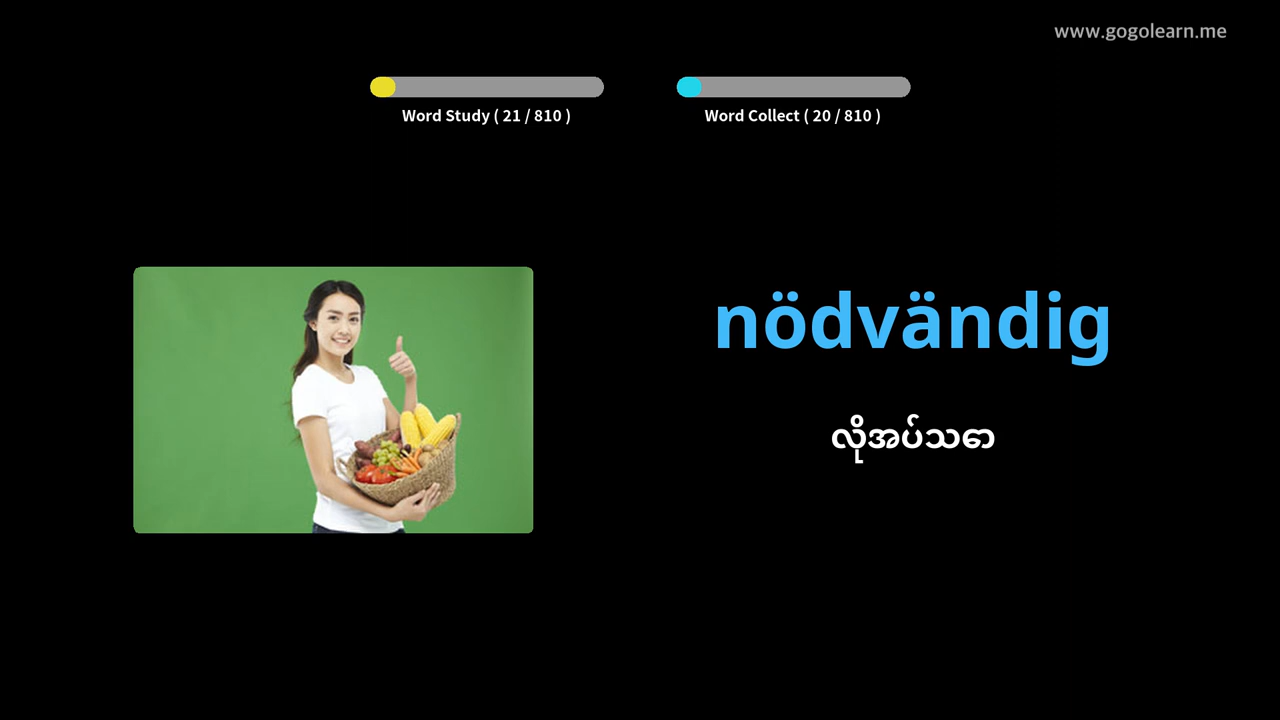 www.gogolearn.me
Word Study ( 21 / 810 )
Word Collect ( 20 / 810 )
nödvändig
လိုအပ်သော